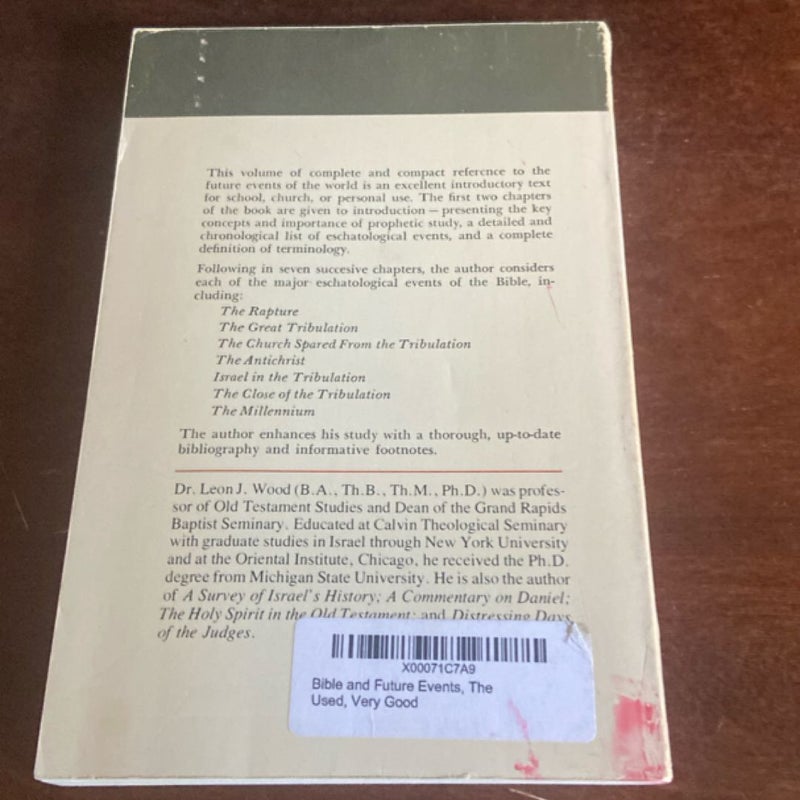 This volume of complete and compact reference to the
future events of the world is an excellent introductory text
for school, church, or personal use. The first two chapters
of the book are given to introduction — presenting the key
concepts and importance of prophetic study, a detailed and
chronological list of eschatological events, and a complete
definition of terminology.
Following in seven succesive chapters, the author considers
each of the major eschatological events of the Bible, in-
cluding:
The Rapture
The Great Tribulation
The Church Spared From the Tribulation
The Antichrist
Israel in the Tribulation
The Close of the Tribulation
The Millennium
The author enhances his study with a thorough, up-to-date
bibliography and informative footnotes.
Dr. Leon J. Wood (B.A., Th.B., Th.M., Ph.D.) was profes-
sor of Old Testament Studies and Dean of the Grand Rapids
Baptist Seminary. Educated at Calvin Theological Seminary
with graduate studies in Israel through New York University
and at the Oriental Institute, Chicago, he received the Ph.D.
degree from Michigan State University. He is also the author
of A Survey of Israel's History; A Commentary on Daniel;
The Holy Spirit in the Old Testament; and Distressing Days
of the Judges.
X00071C7A9
Bible and Future Events, The
Used, Very Good